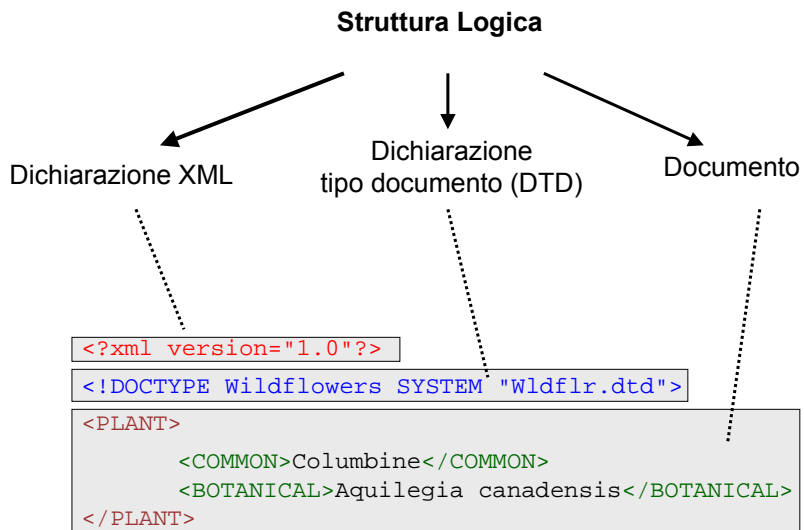 Struttura Logica
Dichiarazione XML
Dichiarazione
tipo documento (DTD)
Documento
<?xml version="1.0"?>
<!DOCTYPE Wildflowers SYSTEM "Wldflr.dtd">
<PLANT>
<COMMON>Columbine</COMMON>
<BOTANICAL>Aquilegia canadensis</BOTANICAL>
</PLANT>